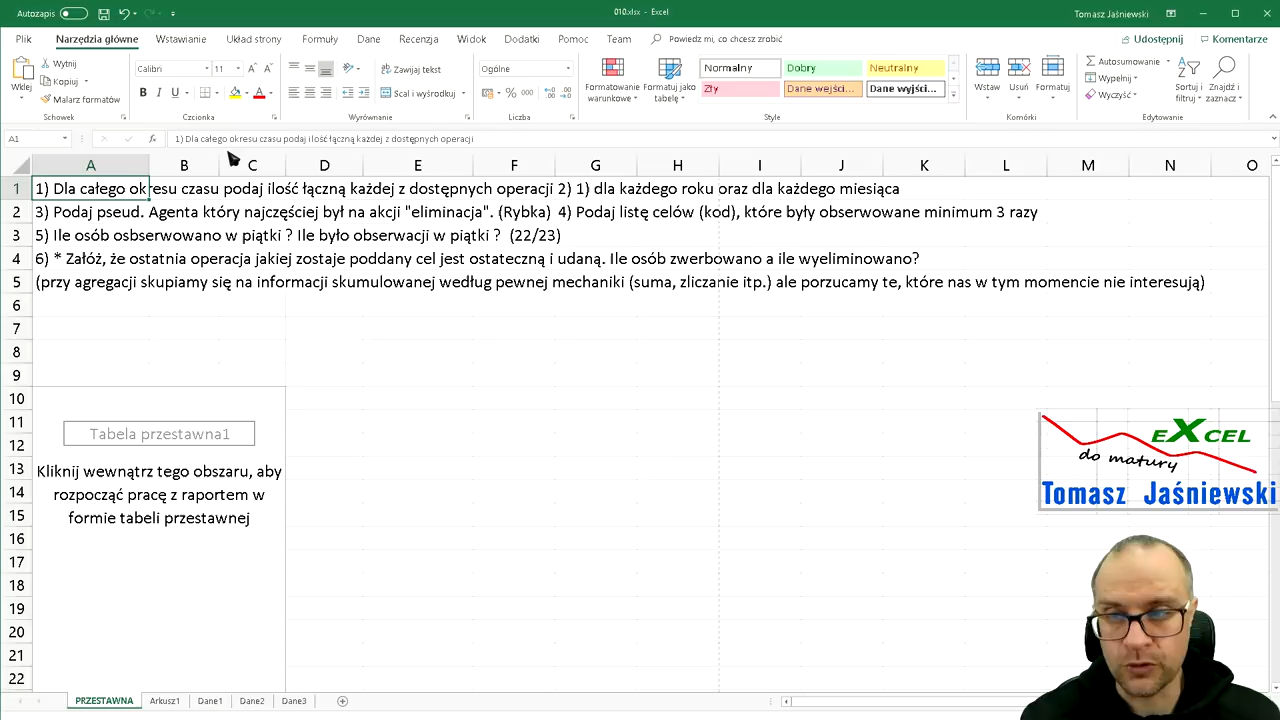 Autozapis
010.xlsx - Excel
Tomasz Jaśniewski
Plik Narzędzia główne Wstawianie Układ strony Formuły Dane Recenzja Widok Dodatki Pomoc Team Powiedz mi, co chcesz zrobić Udostępnij Komentarze
Wklej
Wytnij
Kopiuj
Malarz formatów
Schowek
Calibri 11
B I U
Czcionka
Zawijaj tekst
Scal i wyśrodkuj
Wyrównanie
Ogólne
% 000
Liczba
Formatowanie warunkowe
Formatuj jako tabelę
Normalny Dobry Neutralny
Zły Dane wejści... Dane wyjści...
Style
Wstaw Usuń Formatuj
Komórki
Autosumowanie
Wypełnij
Wyczyść
Sortuj i filtruj
Znajdź i zaznacz
Edytowanie
A1 fx 1) Dla całego okresu czasu podaj ilość łączną każdej z dostępnych operacji
A B C D E F G H I J K L M N O
1 1) Dla całego okresu czasu podaj ilość łączną każdej z dostępnych operacji 2) 1) dla każdego roku oraz dla każdego miesiąca
2 3) Podaj pseud. Agenta który najczęściej był na akcji "eliminacja". (Rybka) 4) Podaj listę celów (kod), które były obserwowane minimum 3 razy
3 5) Ile osób osbserwowano w piątki ? Ile było obserwacji w piątki ? (22/23)
4 6) * Załóż, że ostatnia operacja jakiej zostaje poddany cel jest ostateczną i udaną. Ile osób zwerbowano a ile wyeliminowano?
5 (przy agregacji skupiamy się na informacji skumulowanej według pewnej mechaniki (suma, zliczanie itp.) ale porzucamy te, które nas w tym momencie nie interesują)
6
7
8
9
10
11
12
13
14
15
16
17
18
19
20
21
22
Tabela przestawna1
Kliknij wewnątrz tego obszaru, aby
rozpocząć pracę z raportem w
formie tabeli przestawnej
EXCEL
do matury
Tomasz Jaśniewski
PRZESTAWNA Arkusz1 Dane1 Dane2 Dane3